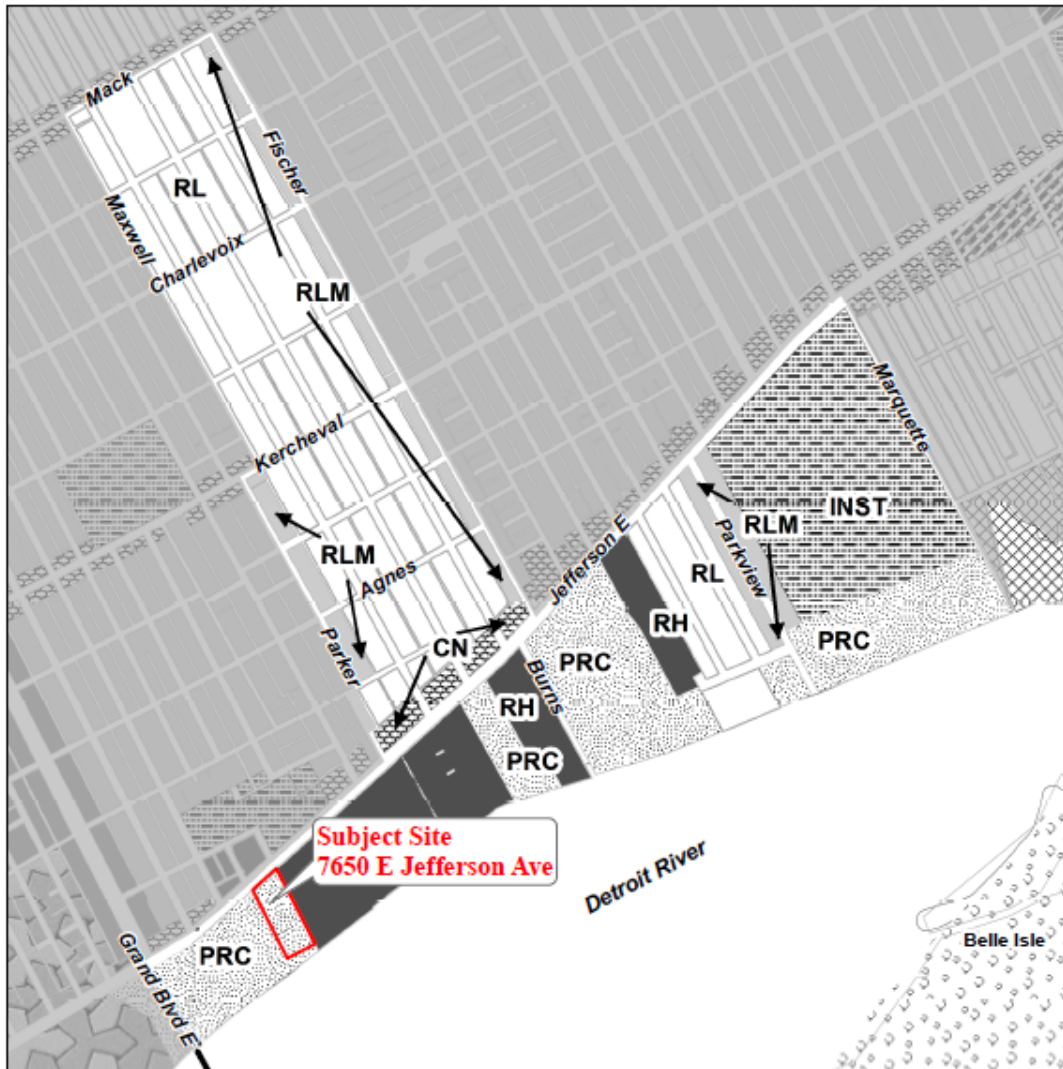 Mack
Fischer
RL
Maxwell
Charlevoix
RLM
Marquette
Kercheval
INST
Jefferson E
RLM
Parkview
RLM
RL
Agnes
RH
PRC
PRC
CN
Parker
Burns
RH
PRC
Subject Site
7650 E Jefferson Ave
Detroit River
Belle Isle
PRC
Grand Blvd E